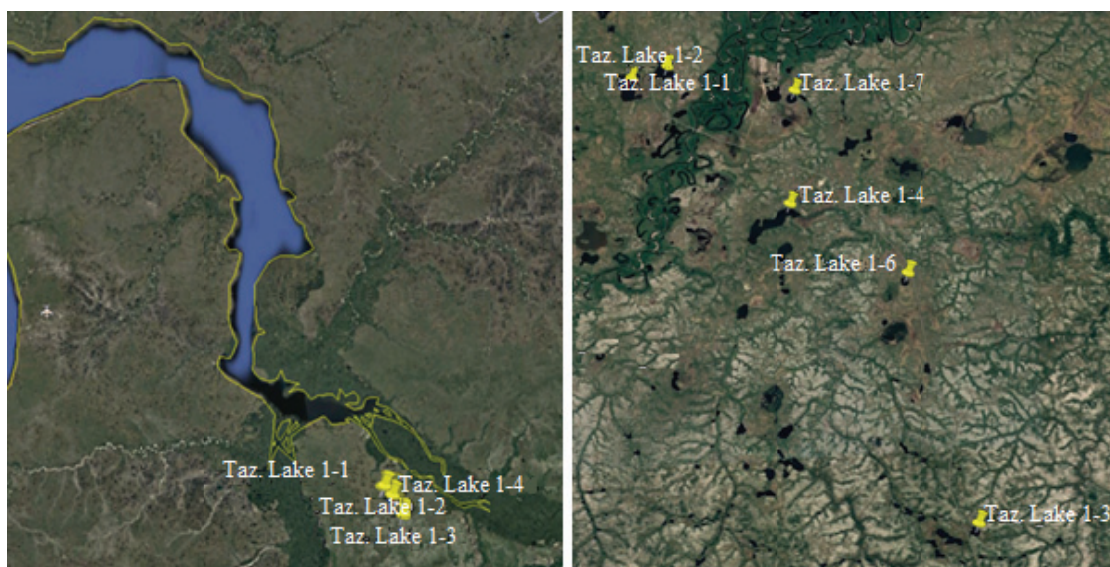 Taz. Lake 1-1
Taz. Lake 1-4
Taz. Lake 1-2
Taz. Lake 1-3
Taz. Lake 1-2
Taz. Lake 1-1
Taz. Lake 1-7
Taz. Lake 1-4
Taz. Lake 1-6
Taz. Lake 1-3